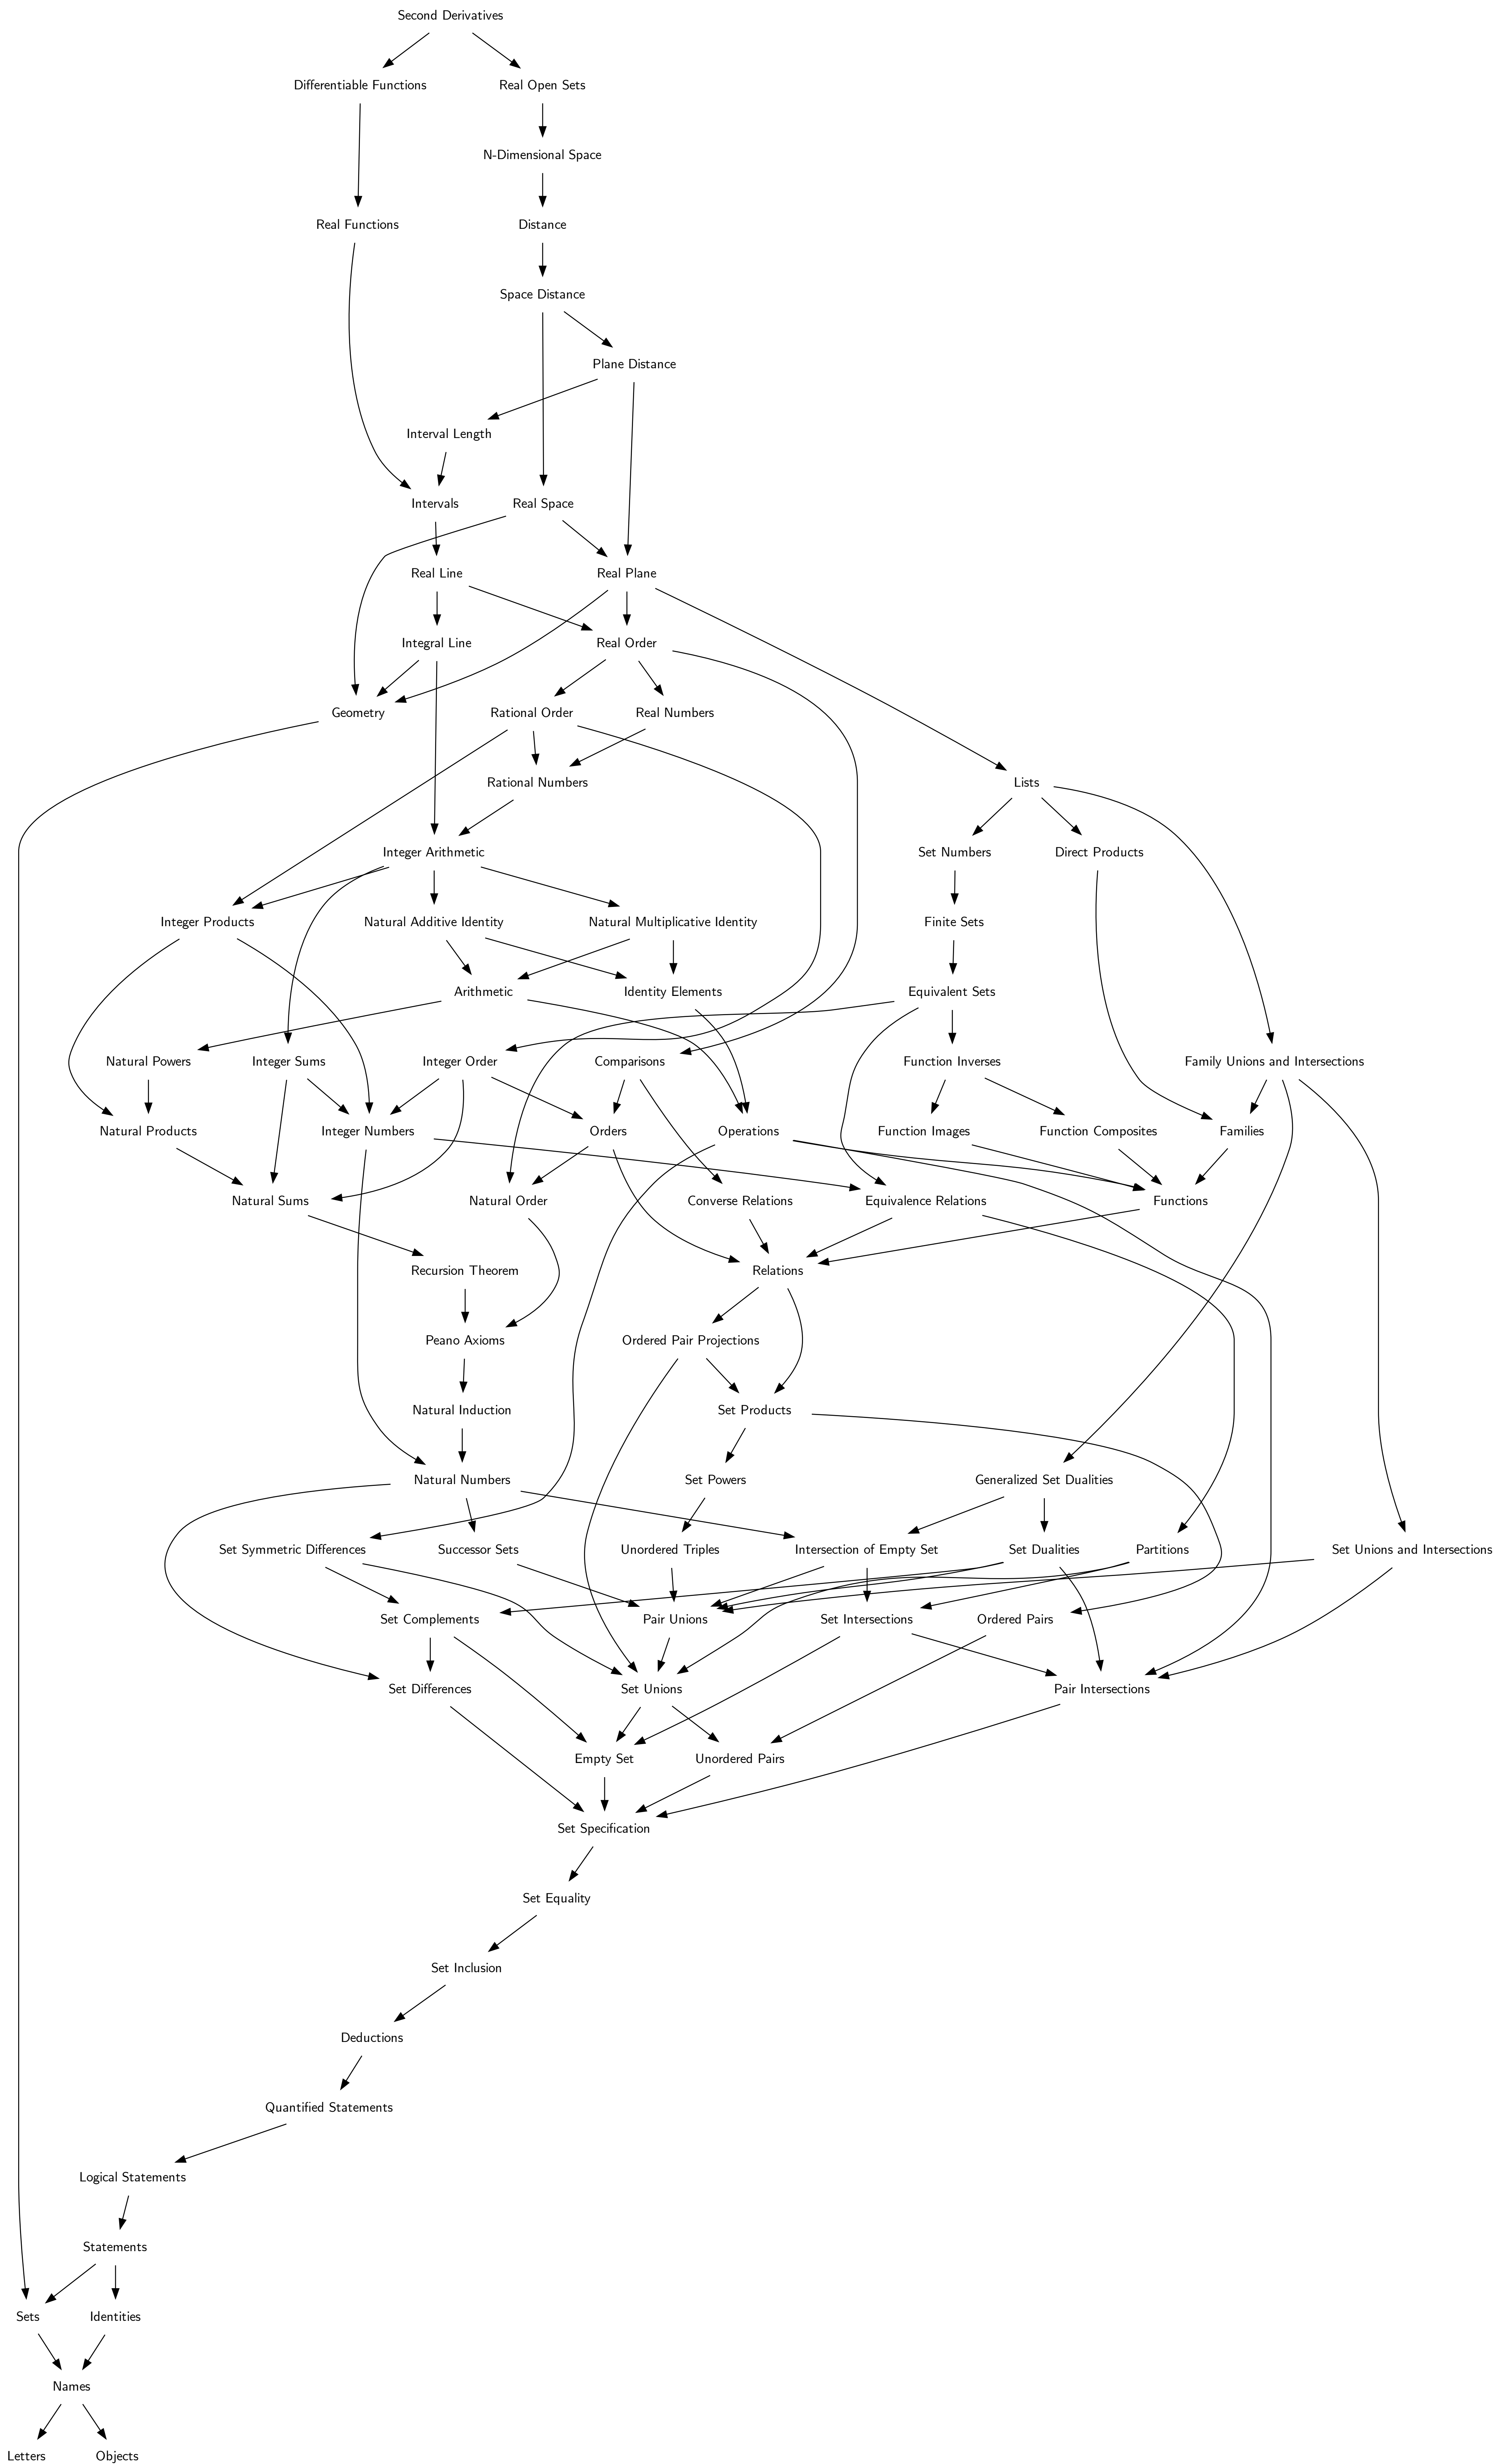 Second Derivatives
Differentiable Functions
Real Open Sets
N-Dimensional Space
Real Functions
Distance
Space Distance
Plane Distance
Interval Length
Intervals
Real Space
Real Line
Real Plane
Integral Line
Real Order
Geometry
Rational Order
Real Numbers
Rational Numbers
Lists
Integer Arithmetic
Set Numbers
Direct Products
Integer Products
Natural Additive Identity
Natural Multiplicative Identity
Finite Sets
Arithmetic
Identity Elements
Equivalent Sets
Natural Powers
Integer Sums
Integer Order
Comparisons
Function Inverses
Family Unions and Intersections
Natural Products
Integer Numbers
Orders
Operations
Function Images
Function Composites
Families
Natural Sums
Natural Order
Converse Relations
Equivalence Relations
Functions
Recursion Theorem
Relations
Peano Axioms
Ordered Pair Projections
Natural Induction
Set Products
Natural Numbers
Set Powers
Generalized Set Dualities
Set Symmetric Differences
Successor Sets
Unordered Triples
Intersection of Empty Set
Set Dualities
Partitions
Set Unions and Intersections
Set Complements
Pair Unions
Set Intersections
Ordered Pairs
Set Differences
Set Unions
Pair Intersections
Empty Set
Unordered Pairs
Set Specification
Set Equality
Set Inclusion
Deductions
Quantified Statements
Logical Statements
Statements
Sets
Identities
Names
Letters
Objects